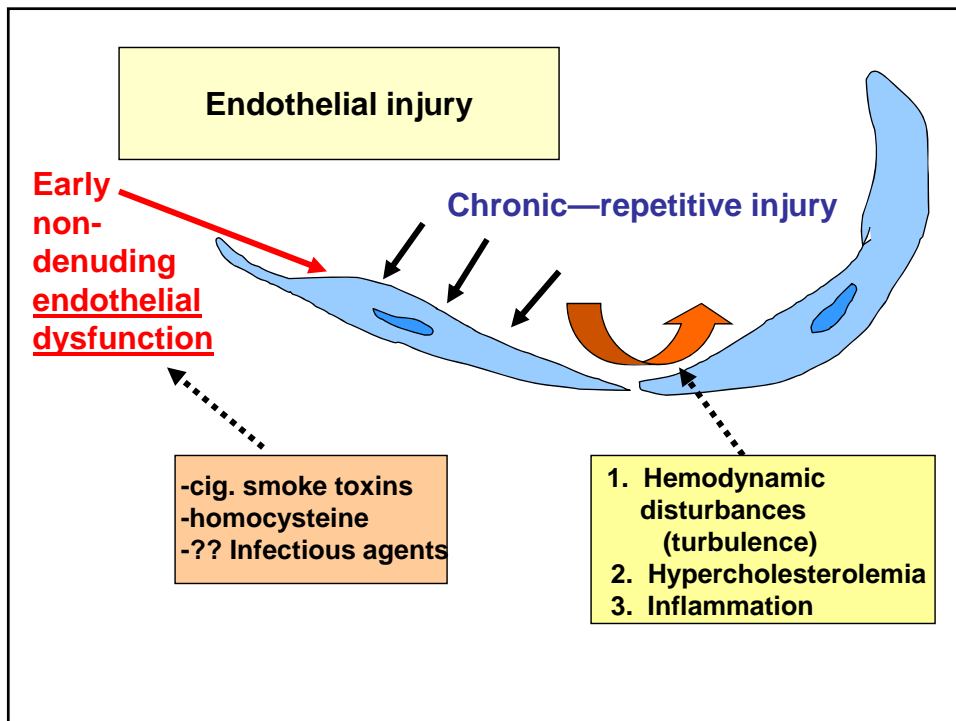 Endothelial injury
Early
non-
denuding
endothelial
dysfunction
Chronic—repetitive injury
-cig. smoke toxins
-homocysteine
-?? Infectious agents
1. Hemodynamic
disturbances
(turbulence)
2. Hypercholesterolemia
3. Inflammation